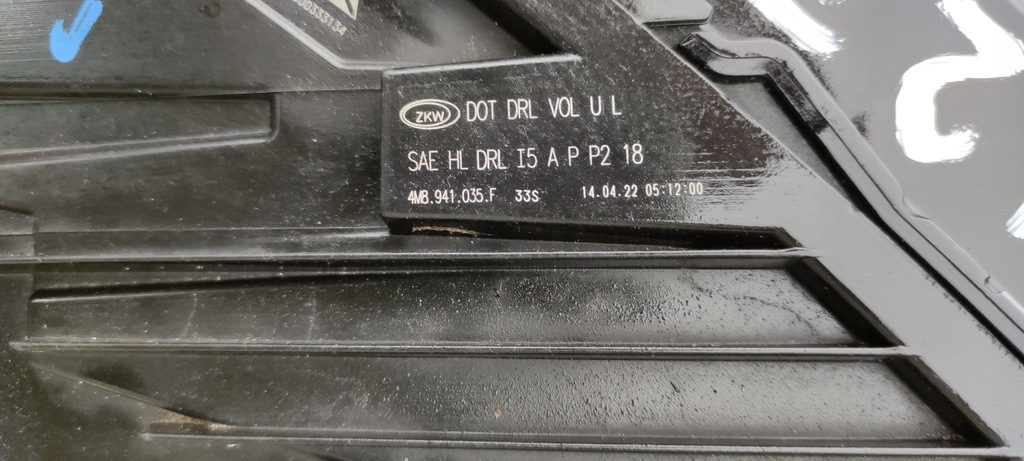 ZKW DOT DRL VOL U L
SAE HL DRL I5 A P P2 18
4M8.941.035.F 33S 14.04.22 05:12:00